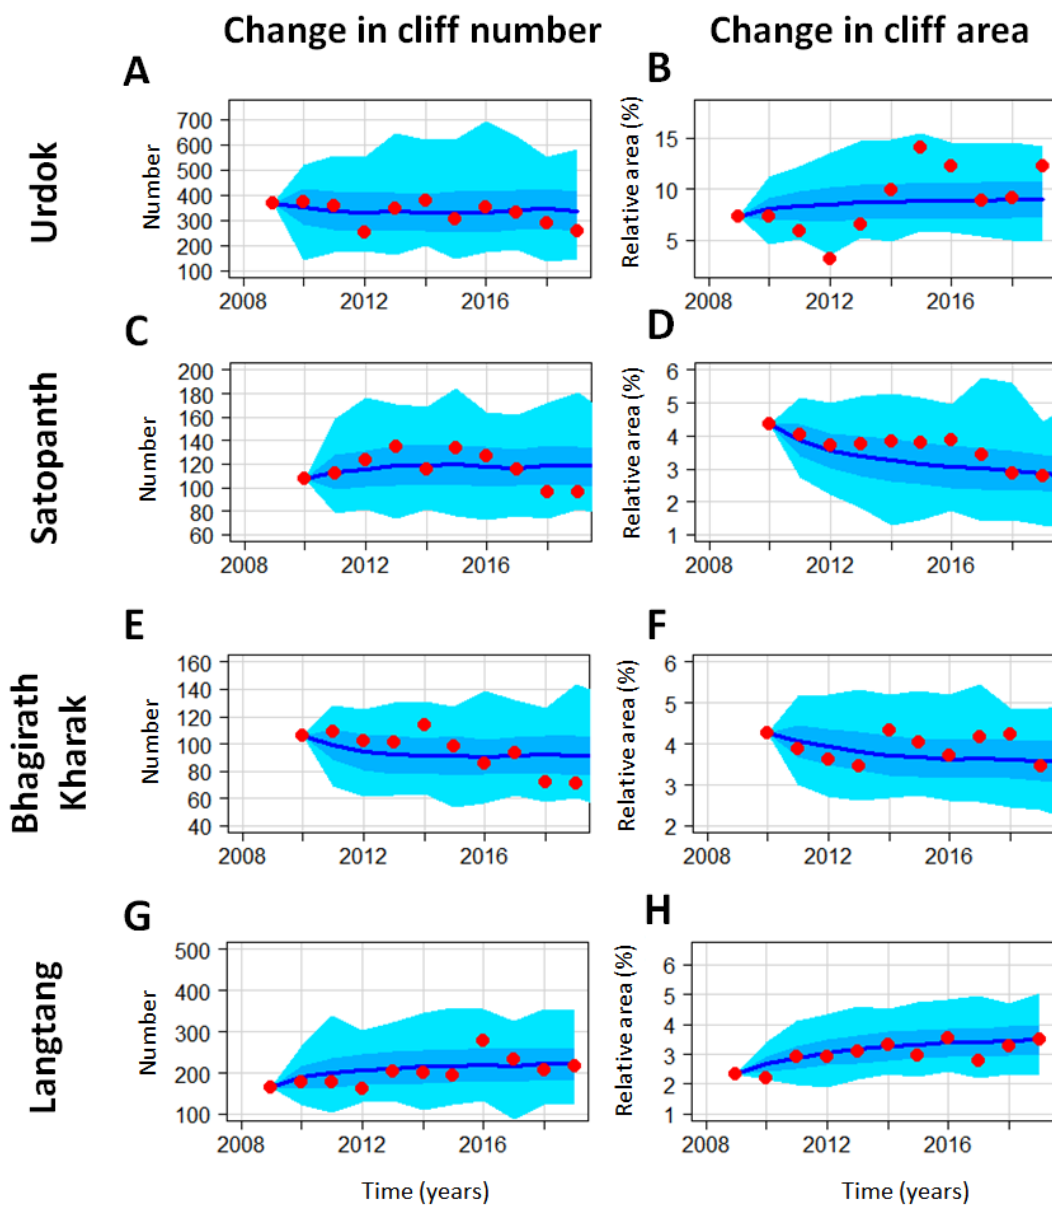 Change in cliff number
Change in cliff area
A
B
Urdok
Number
700
600
500
400
300
200
100
2008
2012
2016
Relative area (%)
15
10
5
2008
2012
2016
C
D
Satopanth
Number
200
180
160
140
120
100
80
60
2008
2012
2016
Relative area (%)
6
5
4
3
2
1
2008
2012
2016
E
F
Bhagirath
Kharak
Number
160
140
120
100
80
60
40
2008
2012
2016
Relative area (%)
6
5
4
3
2
2008
2012
2016
G
H
Langtang
Number
500
400
300
200
100
2008
2012
2016
Relative area (%)
6
5
4
3
2
1
2008
2012
2016
Time (years)
Time (years)